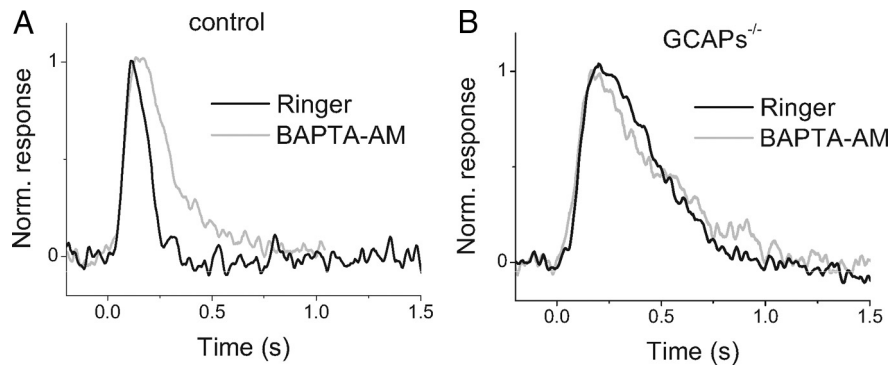 A
control
Norm. response
1
0
Ringer
BAPTA-AM
0.0 0.5 1.0 1.5
Time (s)
B
GCAPs-/-
Norm. response
1
0
Ringer
BAPTA-AM
0.0 0.5 1.0 1.5
Time (s)